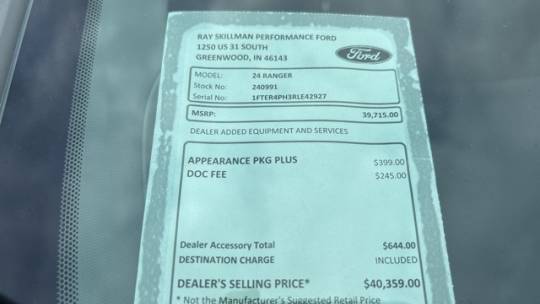 RAY SKILLMAN PERFORMANCE FORD
1250 US 31 SOUTH
GREENWOOD, IN 46143
Ford
MODEL: 24 RANGER
Stock No: 240991
Serial No: 1FTER4PH3RLE42927
MSRP: 39,715.00
DEALER ADDED EQUIPMENT AND SERVICES
APPEARANCE PKG PLUS $399.00
DOC FEE $245.00
Dealer Accessory Total $644.00
DESTINATION CHARGE INCLUDED
DEALER'S SELLING PRICE* $40,359.00
* Not the Manufacturer's Suggested Retail Price